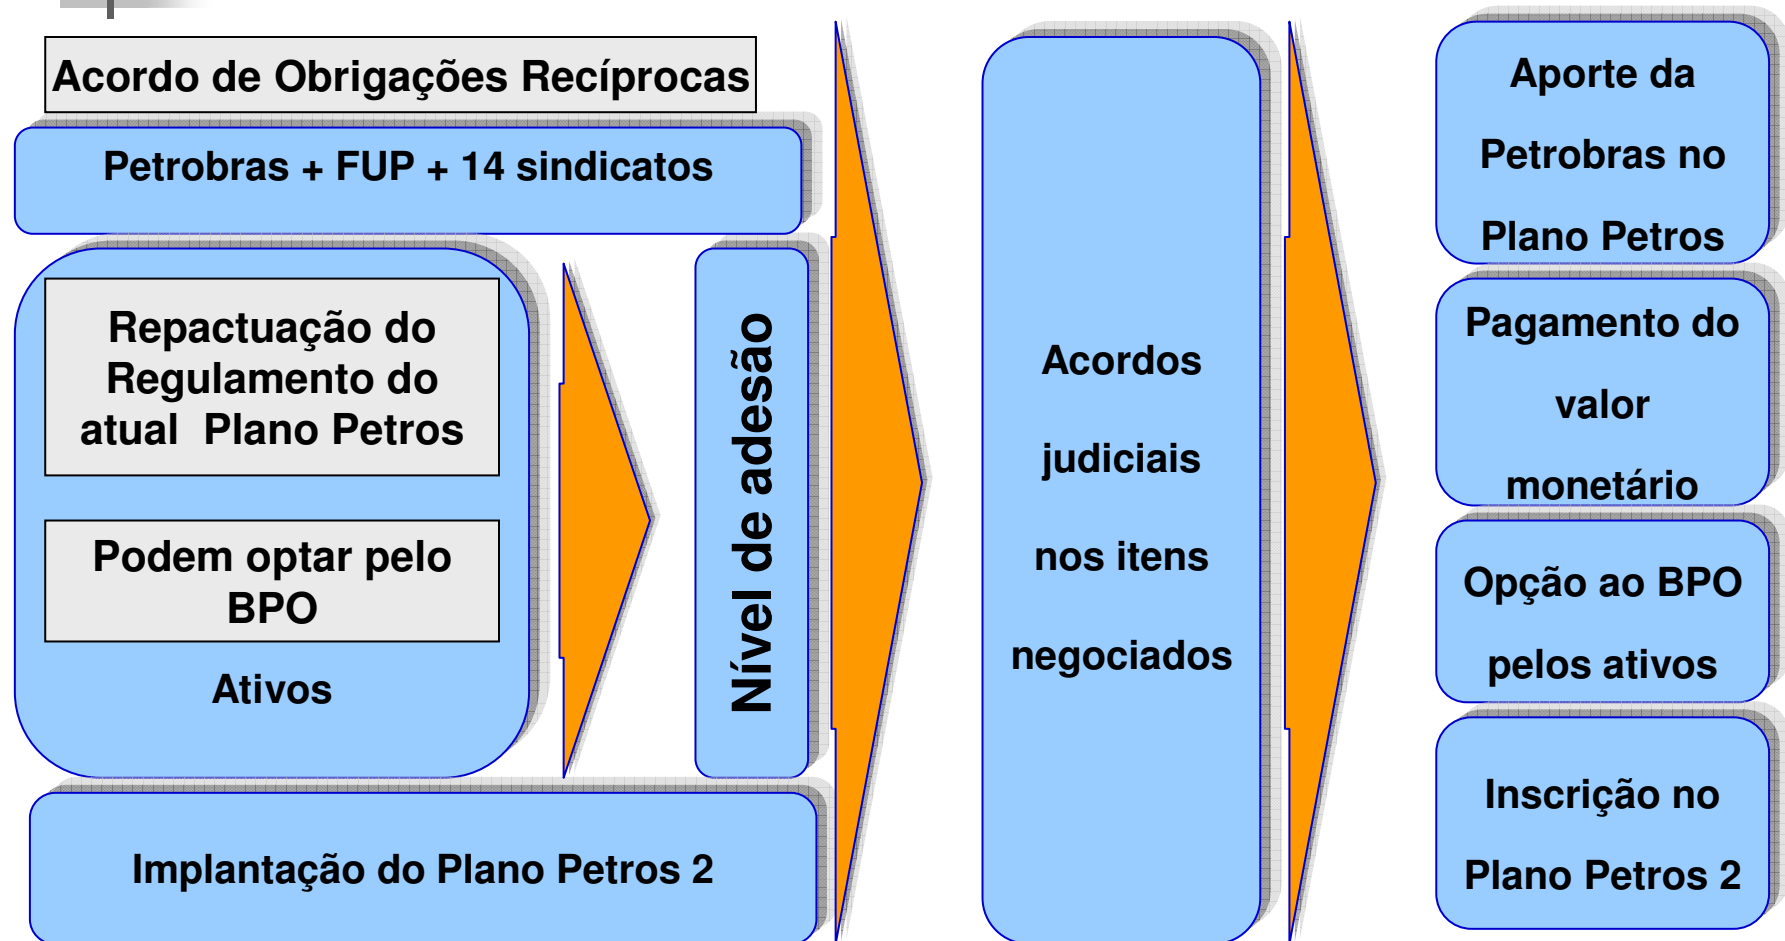 Acordo de Obrigações Recíprocas
Petrobras + FUP + 14 sindicatos
Repactuação do
Regulamento do
atual Plano Petros
Podem optar pelo
BPO
Ativos
Nível de adesão
Implantação do Plano Petros 2
Acordos
judiciais
nos itens
negociados
Aporte da
Petrobras no
Plano Petros
Pagamento do
valor
monetário
Opção ao BPO
pelos ativos
Inscrição no
Plano Petros 2